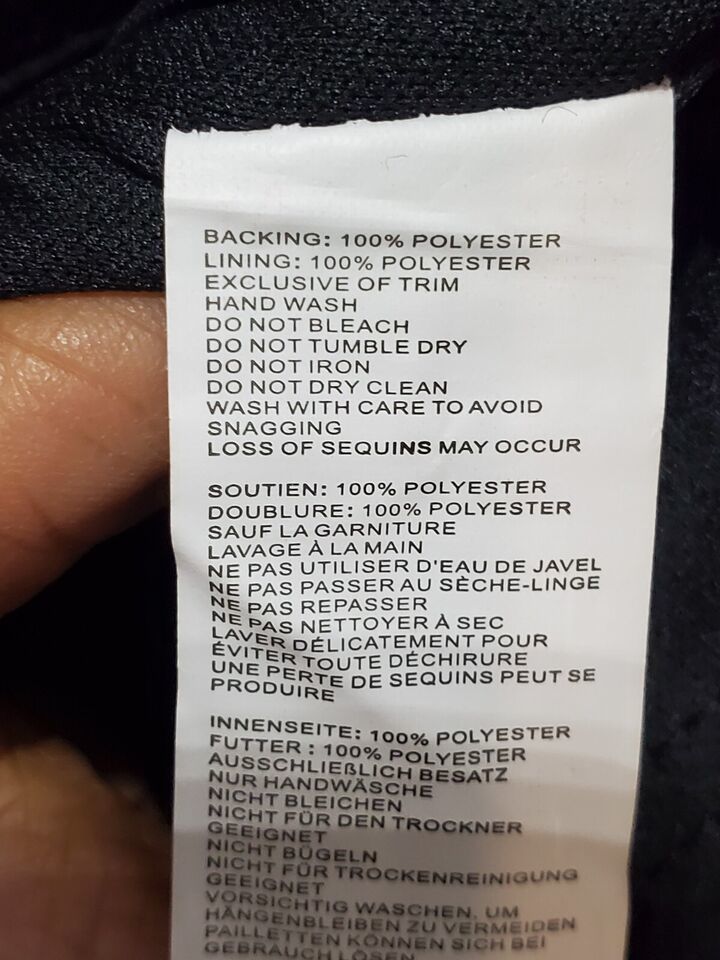 BACKING: 100% POLYESTER
LINING: 100% POLYESTER
EXCLUSIVE OF TRIM
HAND WASH
DO NOT BLEACH
DO NOT TUMBLE DRY
DO NOT IRON
DO NOT DRY CLEAN
WASH WITH CARE TO AVOID
SNAGGING
LOSS OF SEQUINS MAY OCCUR
SOUTIEN: 100% POLYESTER
DOUBLURE: 100% POLYESTER
SAUF LA GARNITURE
LAVAGE À LA MAIN
NE PAS UTILISER D'EAU DE JAVEL
NE PAS PASSER AU SÈCHE-LINGE
NE PAS REPASSER
NE PAS NETTOYER À SEC
LAVER DÉLICATEMENT POUR
ÉVITER TOUTE DÉCHIRURE
UNE PERTE DE SEQUINS PEUT SE
PRODUIRE
INNENSEITE: 100% POLYESTER
FUTTER : 100% POLYESTER
AUSSCHLIEßLICH BESATZ
NUR HANDWÄSCHE
NICHT BLEICHEN
NICHT FÜR DEN TROCKNER
GEEIGNET
NICHT BÜGELN
NICHT FÜR TROCKENREINIGUNG
GEEIGNET
VORSICHTIG WASCHEN, UM
HÄNGENBLEIBEN ZU VERMEIDEN
PAILLETTEN KÖNNEN SICH BEI
GEBRAUCH LÖSEN